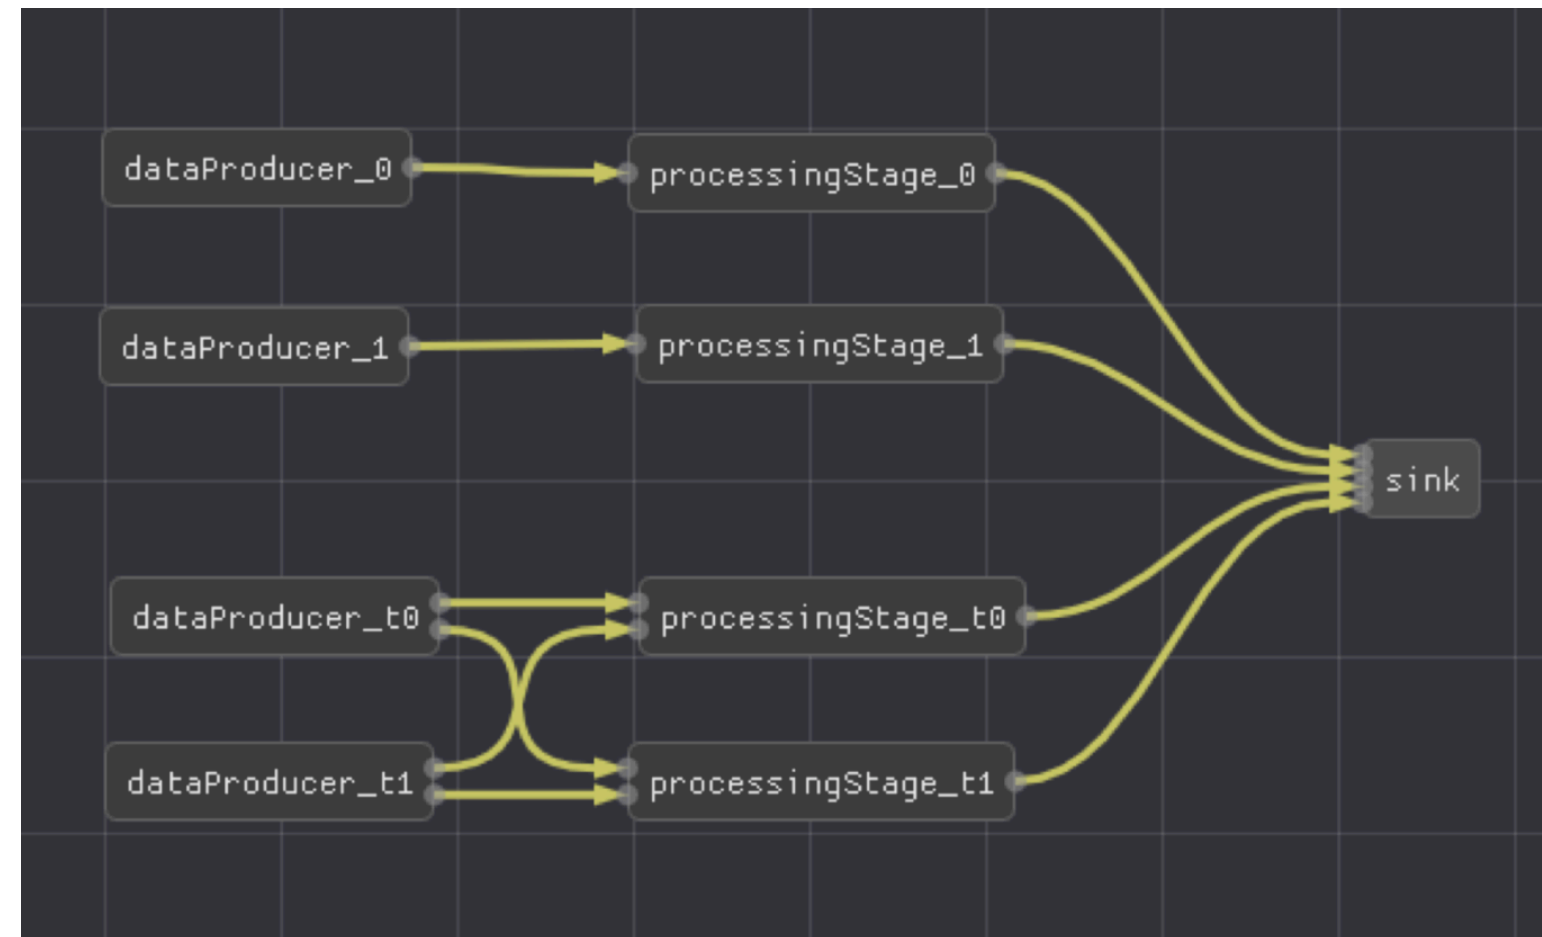 dataProducer_0
processingStage_0
dataProducer_1
processingStage_1
sink
dataProducer_t0
processingStage_t0
dataProducer_t1
processingStage_t1